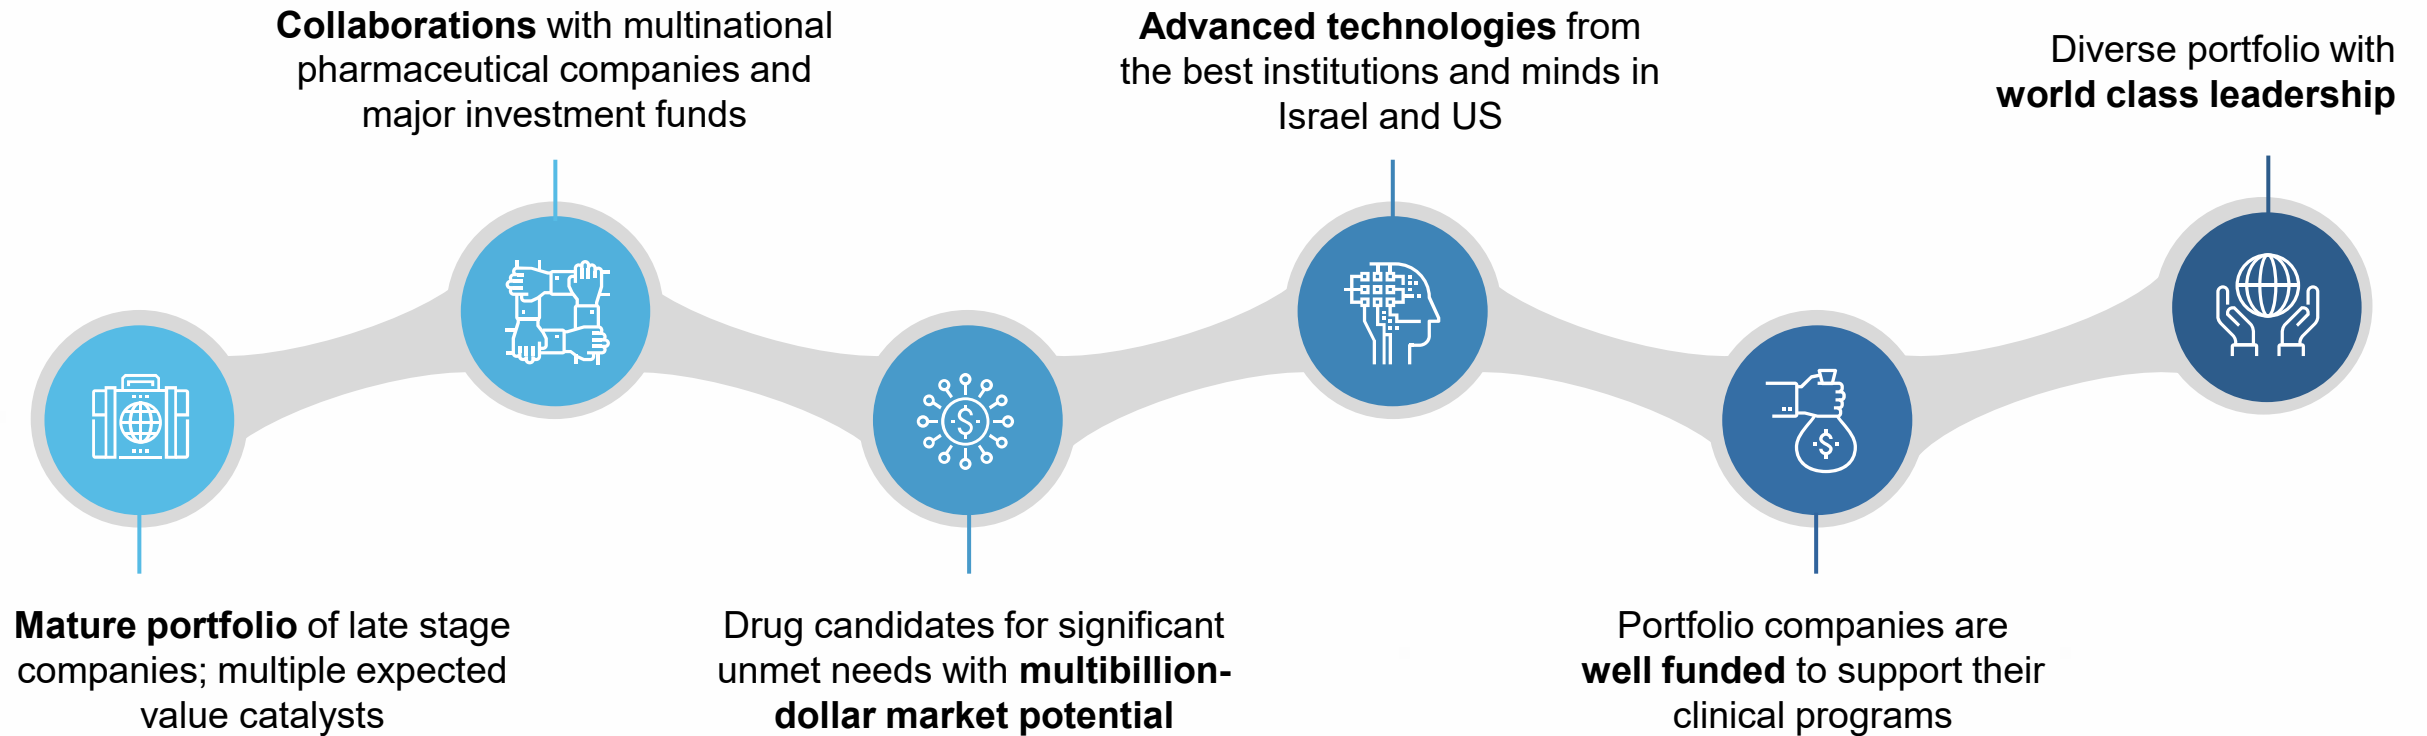 Collaborations with multinational
pharmaceutical companies and
major investment funds
Advanced technologies from
the best institutions and minds in
Israel and US
Diverse portfolio with
world class leadership
Mature portfolio of late stage
companies; multiple expected
value catalysts
Drug candidates for significant
unmet needs with multibillion-
dollar market potential
Portfolio companies are
well funded to support their
clinical programs